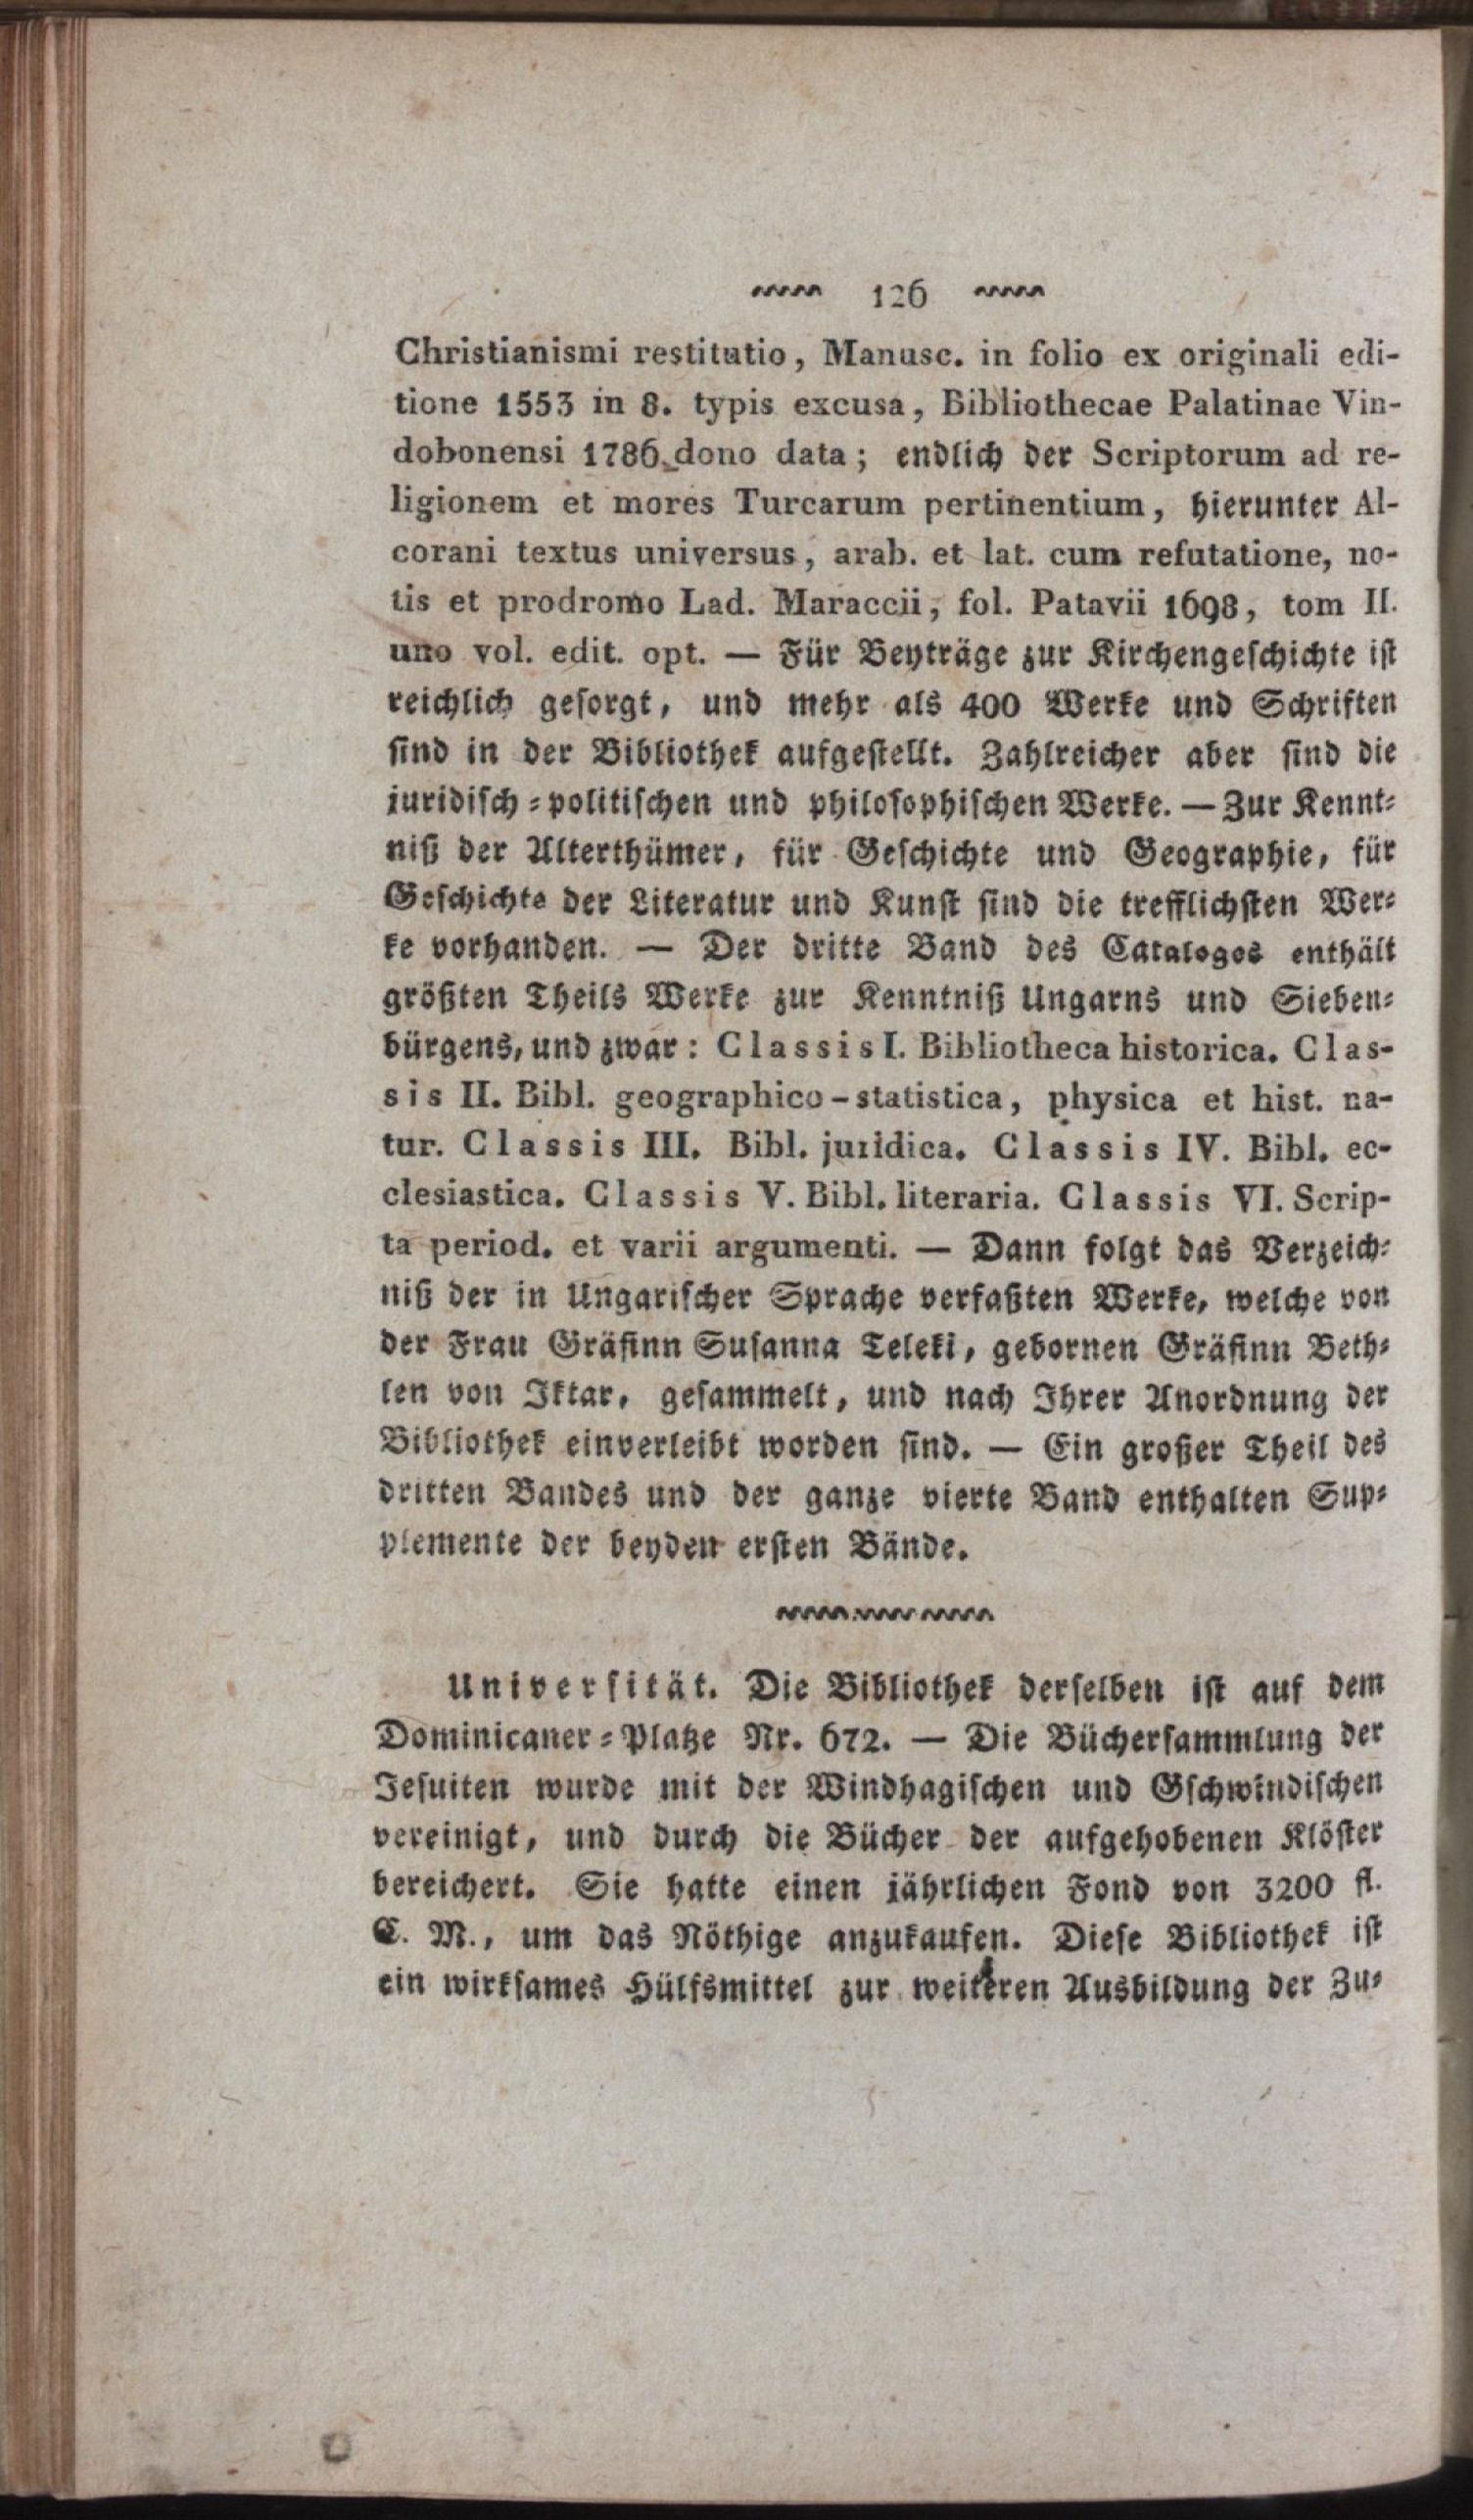 126
Christianismi restitutio, Manusc. in folio ex originali edi-
tione 1553 in 8. typis excusa, Bibliothecae Palatinae Vin-
dobonensi 1786 dono data; endlich der Scriptorum ad re-
ligionem et mores Turcarum pertinentium, hierunter Al-
corani textus universus, arab. et lat. cum refutatione, no-
tis et prodromo Lad. Maraccii, fol. Patavii 1698, tom II.
uno vol. edit. opt. — Für Beyträge zur Kirchengeschichte ist
reichlich gesorgt, und mehr als 400 Werke und Schriften
sind in der Bibliothek aufgestellt. Zahlreicher aber sind die
juridisch-politischen und philosophischen Werke. — Zur Kennt-
niß der Alterthümer, für Geschichte und Geographie, für
Geschichte der Literatur und Kunst sind die trefflichsten Wer-
ke vorhanden. — Der dritte Band des Cataloges enthält
größten Theils Werke zur Kenntniß Ungarns und Sieben-
bürgens, und zwar: Classis I. Bibliotheca historica. Clas-
sis II. Bibl. geographico-statistica, physica et hist. na-
tur. Classis III. Bibl. juridica. Classis IV. Bibl. ec-
clesiastica. Classis V. Bibl. literaria. Classis VI. Scrip-
ta period. et varii argumenti. — Dann folgt das Verzeich-
niß der in Ungarischer Sprache verfaßten Werke, welche von
der Frau Gräfinn Susanna Teleki, gebornen Gräfinn Beth-
len von Iktar, gesammelt, und nach Ihrer Anordnung der
Bibliothek einverleibt worden sind. — Ein großer Theil des
dritten Bandes und der ganze vierte Band enthalten Sup-
plemente der beyden ersten Bände.
Universität. Die Bibliothek derselben ist auf dem
Dominicaner-Platze Nr. 672. — Die Büchersammlung der
Jesuiten wurde mit der Windhagischen und Gschwindischen
vereinigt, und durch die Bücher der aufgehobenen Klöster
bereichert. Sie hatte einen jährlichen Fond von 3200 fl.
C. M., um das Nöthige anzukaufen. Diese Bibliothek ist
ein wirksames Hülfsmittel zur weiteren Ausbildung der Zu-